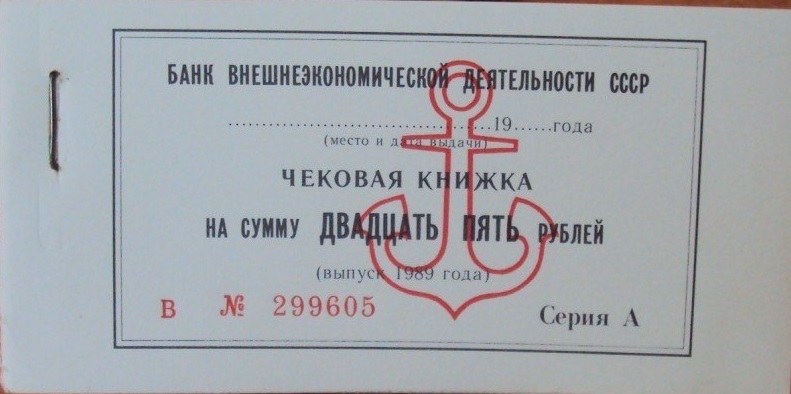 БАНК ВНЕШНЕЭКОНОМИЧЕСКОЙ ДЕЯТЕЛЬНОСТИ СССР
........................................19......года
(место и дата выдачи)
ЧЕКОВАЯ КНИЖКА
НА СУММУ ДВАДЦАТЬ ПЯТЬ РУБЛЕЙ
(выпуск 1989 года)
В № 299605 Серия А